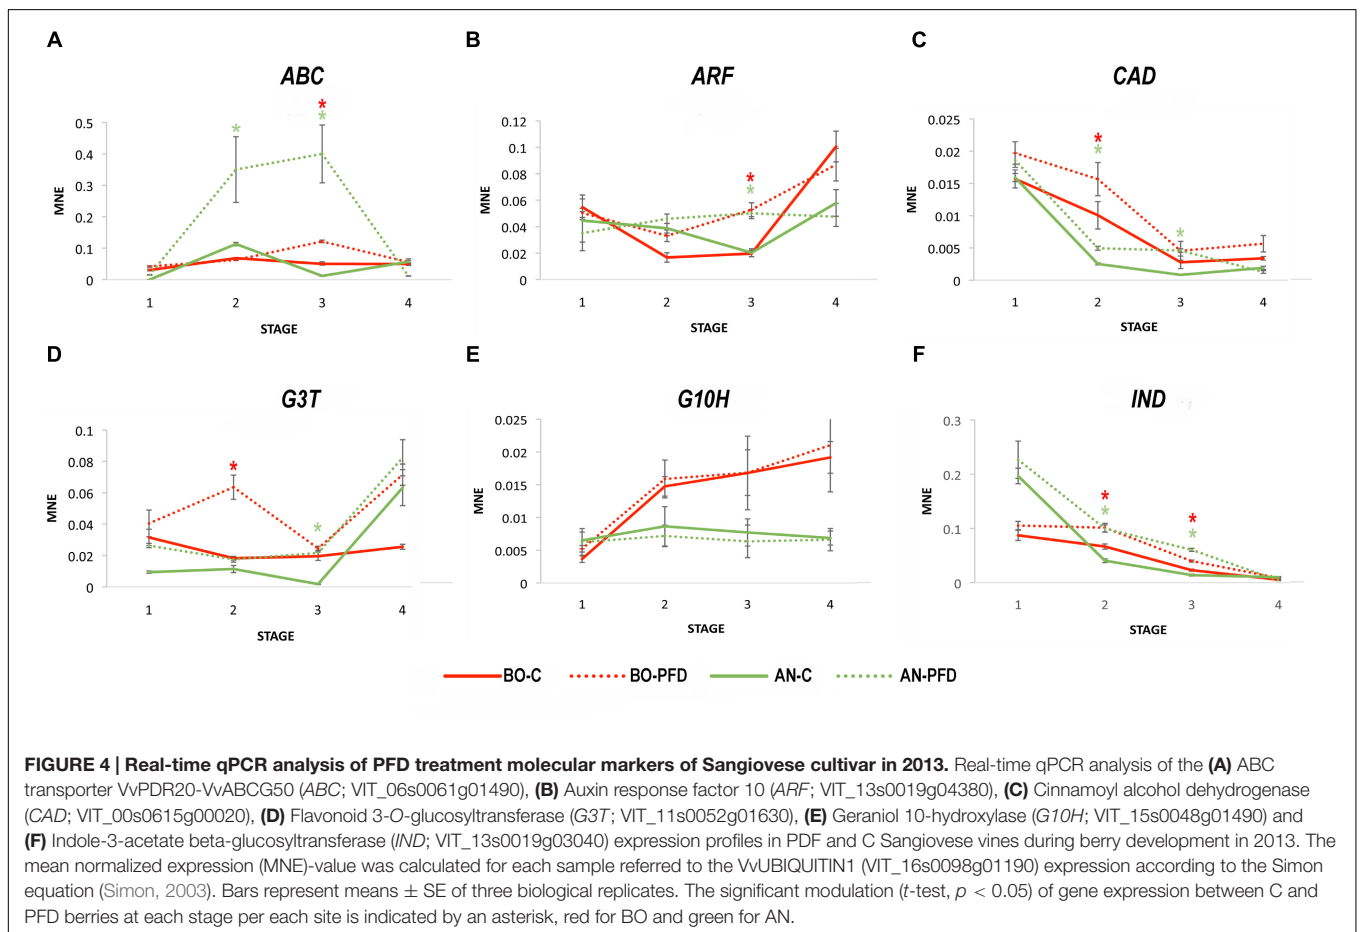 A
B
C
ABC
ARF
CAD
MNE
0.5
0.4
0.3
0.2
0.1
0
*
*
*
1 2 3 4
STAGE
MNE
0.12
0.1
0.08
0.06
0.04
0.02
0
*
*
1 2 3 4
STAGE
MNE
0.025
0.02
0.015
0.01
0.005
0
*
*
*
1 2 3 4
STAGE
D
E
F
G3T
G10H
IND
MNE
0.1
0.08
0.06
0.04
0.02
0
*
*
1 2 3 4
STAGE
MNE
0.025
0.02
0.015
0.01
0.005
0
1 2 3 4
STAGE
MNE
0.3
0.2
0.1
0
*
*
*
*
1 2 3 4
STAGE
BO-C BO-PFD AN-C AN-PFD
FIGURE 4 | Real-time qPCR analysis of PFD treatment molecular markers of Sangiovese cultivar in 2013. Real-time qPCR analysis of the (A) ABC
transporter VvPDR20-VvABCG50 (ABC; VIT_06s0061g01490), (B) Auxin response factor 10 (ARF; VIT_13s0019g04380), (C) Cinnamoyl alcohol dehydrogenase
(CAD; VIT_00s0615g00020), (D) Flavonoid 3-O-glucosyltransferase (G3T; VIT_11s0052g01630), (E) Geraniol 10-hydroxylase (G10H; VIT_15s0048g01490) and
(F) Indole-3-acetate beta-glucosyltransferase (IND; VIT_13s0019g03040) expression profiles in PDF and C Sangiovese vines during berry development in 2013. The
mean normalized expression (MNE)-value was calculated for each sample referred to the VvUBIQUITIN1 (VIT_16s0098g01190) expression according to the Simon
equation (Simon, 2003). Bars represent means ± SE of three biological replicates. The significant modulation (t-test, p < 0.05) of gene expression between C and
PFD berries at each stage per each site is indicated by an asterisk, red for BO and green for AN.